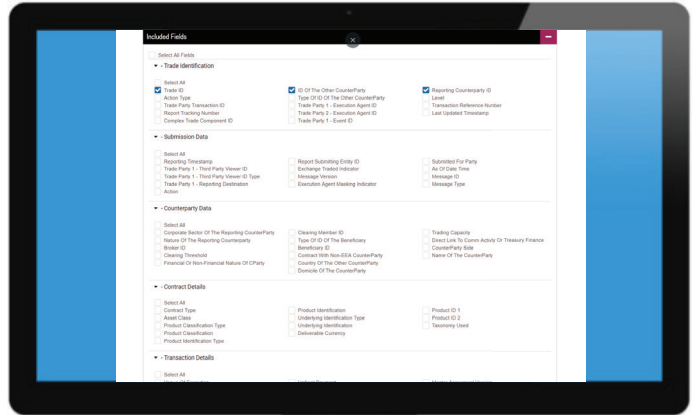 Included Fields
Select All Fields
- Trade Identification
Select All
Trade ID
ID Of The Other CounterParty
Reporting Counterparty ID
Action Type
Type Of ID Of The Other CounterParty
Level
Trade Party Transaction ID
Trade Party 1 - Execution Agent ID
Transaction Reference Number
Report Tracking Number
Trade Party 2 - Execution Agent ID
Last Updated Timestamp
Complex Trade Component ID
Trade Party 1 - Event ID
- Submission Data
Select All
Reporting Timestamp
Report Submitting Entity ID
Submitted For Party
Trade Party 1 - Third Party Viewer ID
Exchange Traded Indicator
As Of Date Time
Trade Party 1 - Third Party Viewer ID Type
Message Version
Message ID
Trade Party 1 - Reporting Destination
Execution Agent Masking Indicator
Message Type
Action
- Counterparty Data
Select All
Corporate Sector Of The Reporting CounterParty
Clearing Member ID
Trading Capacity
Nature Of The Reporting Counterparty
Type Of ID Of The Beneficiary
Direct Link To Comm Activty Or Treasury Finance
Broker ID
Beneficiary ID
CounterParty Side
Clearing Threshold
Contract With Non-EEA CounterParty
Name Of The CounterParty
Financial Or Non-Financial Nature Of CParty
Country Of The Other CounterParty
Domicile Of The CounterParty
- Contract Details
Select All
Contract Type
Product Identification
Product ID 1
Asset Class
Underlying Identification Type
Product ID 2
Product Classification Type
Underlying Identification
Taxonomy Used
Product Classification
Deliverable Currency
Product Identification Type
- Transaction Details
Select All